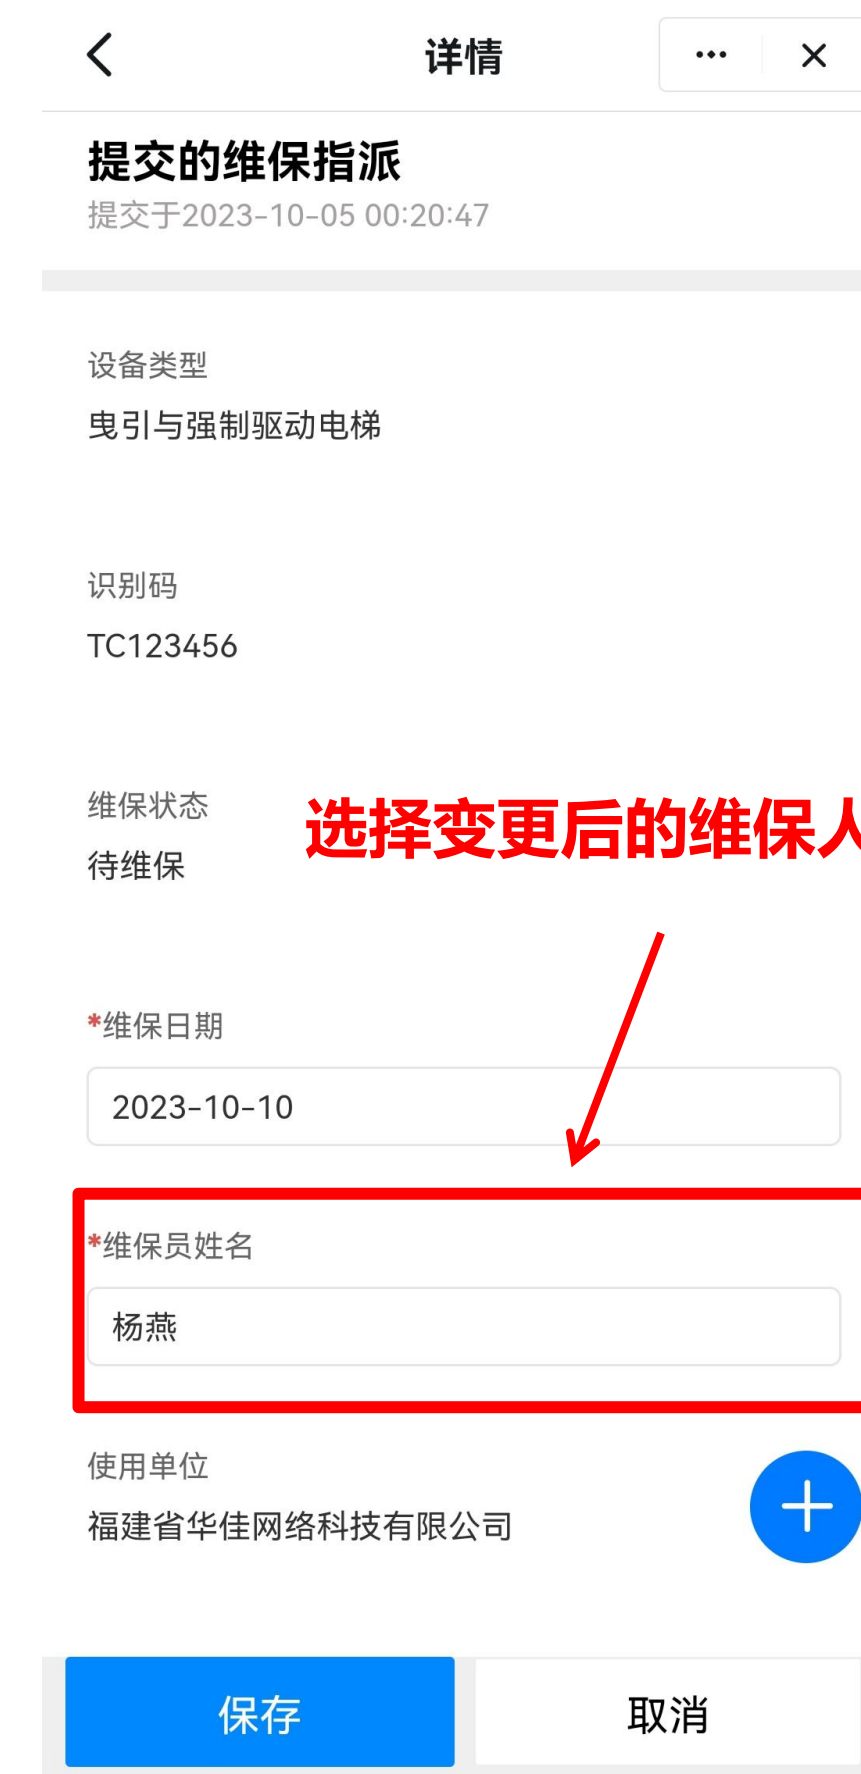 详情
提交的维保指派
提交于2023-10-05 00:20:47
设备类型
曳引与强制驱动电梯
识别码
TC123456
维保状态
选择变更后的维保人
待维保
*维保日期
2023-10-10
*维保员姓名
杨燕
使用单位
福建省华佳网络科技有限公司
保存
取消